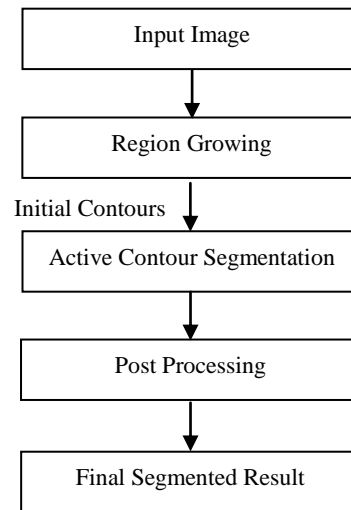 Input Image
Region Growing
Initial Contours
Active Contour Segmentation
Post Processing
Final Segmented Result